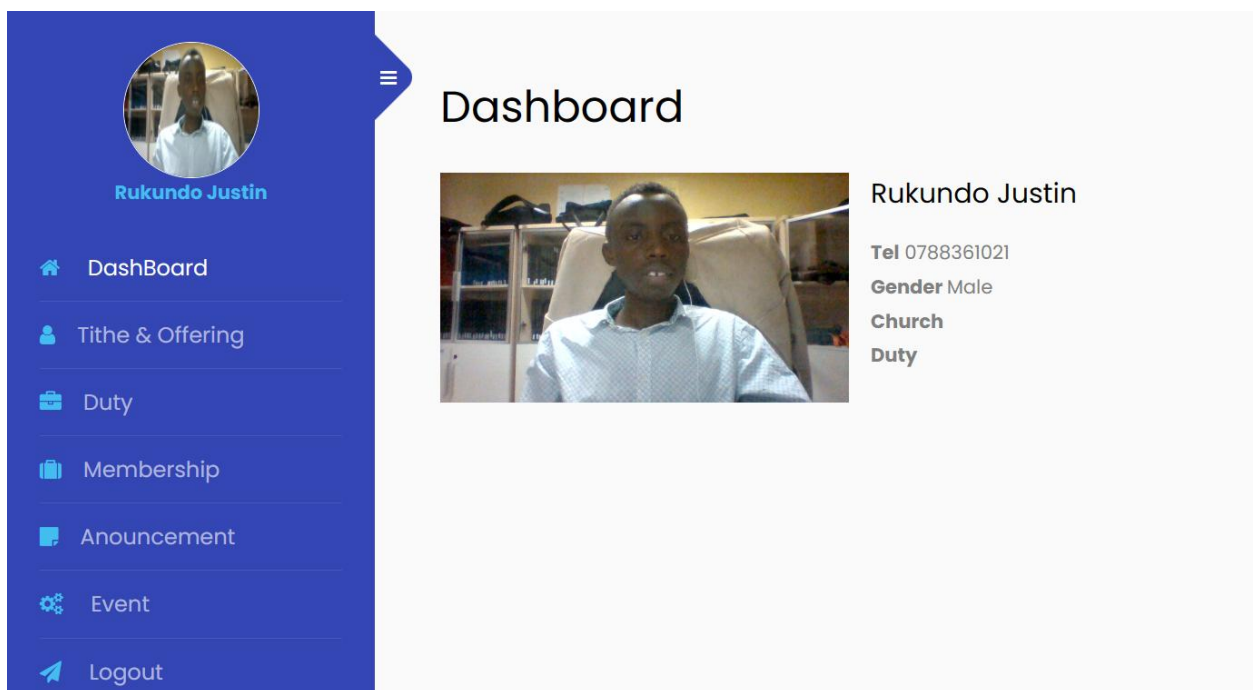 Rukundo Justin
DashBoard
Tithe & Offering
Duty
Membership
Anouncement
Event
Logout
Dashboard
Rukundo Justin
Tel 0788361021
Gender Male
Church
Duty